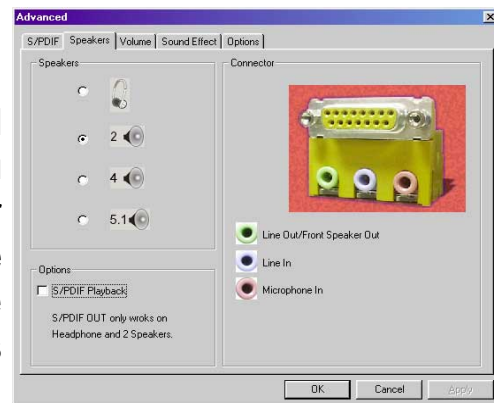 Advanced
S/PDIF Speakers Volume Sound Effect Options
Speakers
2
4
5.1
Options
S/PDIF Playback
S/PDIF OUT only wroks on
Headphone and 2 Speakers.
Connector
Line Out/Front Speaker Out
Line In
Microphone In
OK Cancel Apply